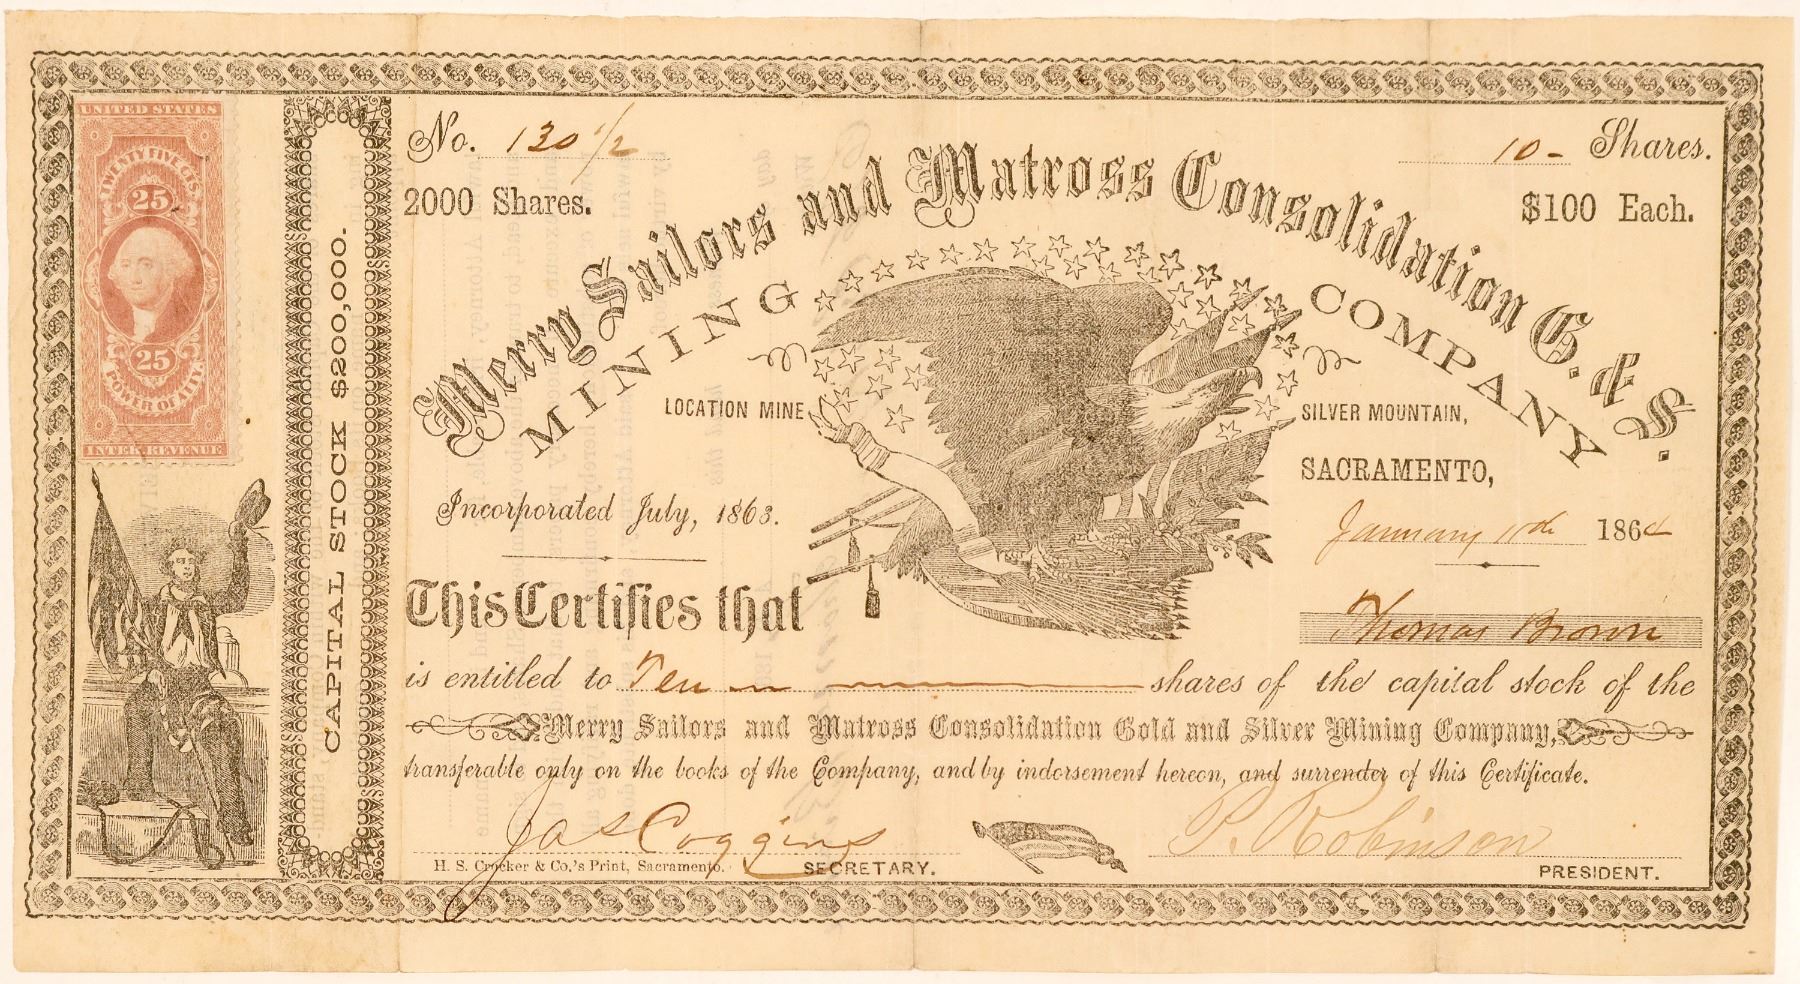 UNITED STATES
TWENTY FIVE CTS.
25
25
POWER OF ATT'Y.
INTER. REVENUE
CAPITAL STOCK $200,000.
No. 130 1/2
10 - Shares.
2000 Shares.
$100 Each.
Merry Sailors and Matross Consolidation G. & S.
MINING COMPANY
LOCATION MINE SILVER MOUNTAIN,
SACRAMENTO,
Incorporated July, 1863.
January 11th 1864
This Certifies that Thomas Brown
is entitled to Ten shares of the capital stock of the
Merry Sailors and Matross Consolidation Gold and Silver Mining Company,
transferable only on the books of the Company, and by indorsement hereon, and surrender of this Certificate.
Jas Coggins
P. Robinson
H. S. Crocker & Co.'s Print, Sacramento.
SECRETARY.
PRESIDENT.